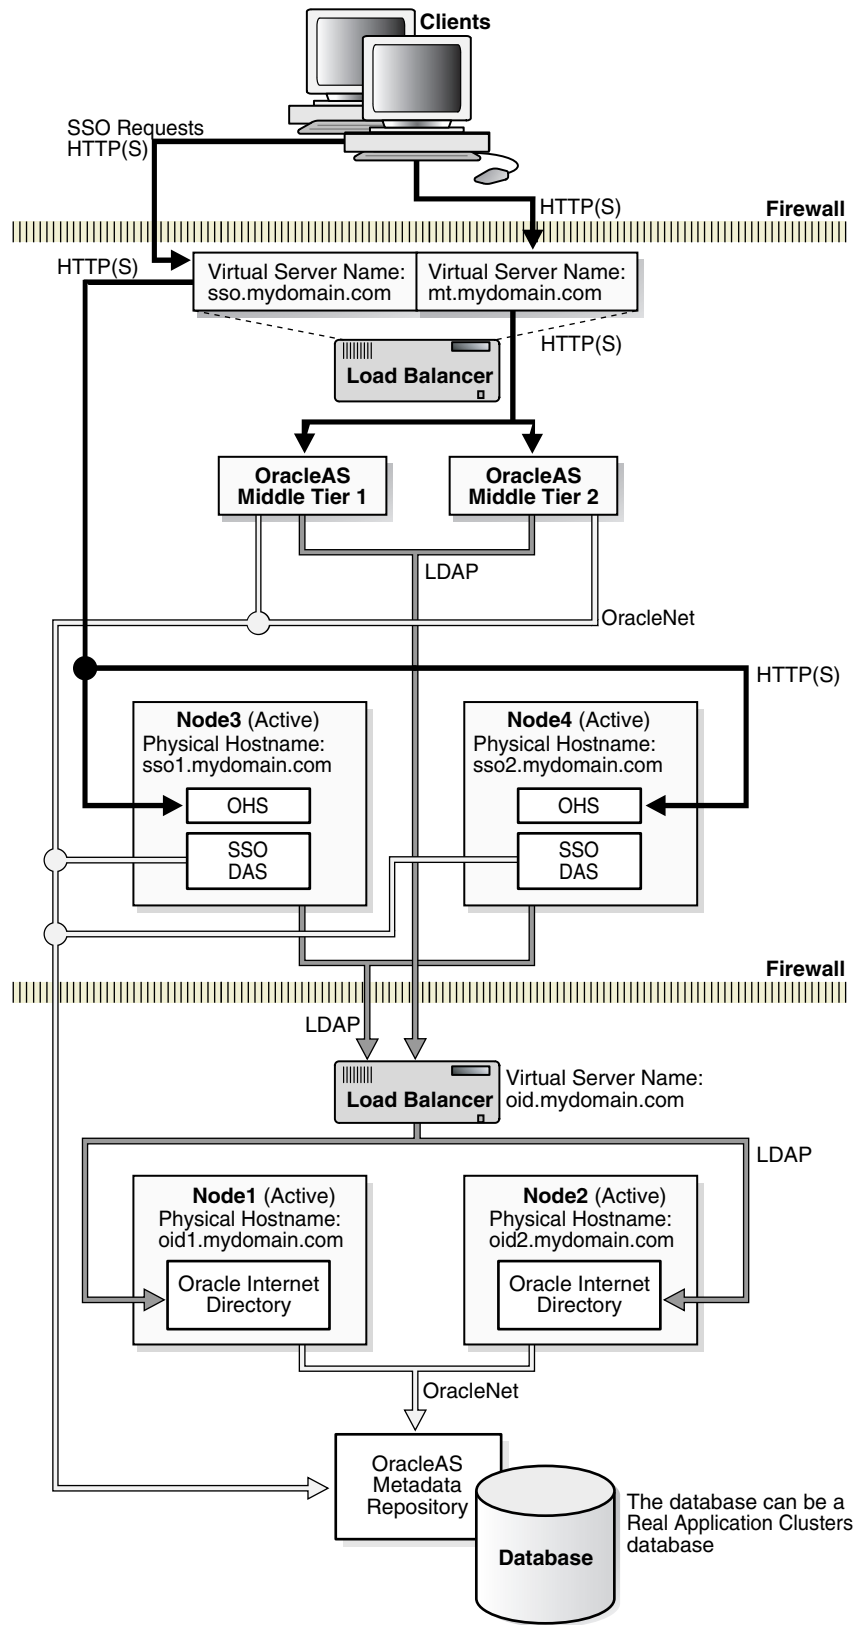 Clients
SSO Requests
HTTP(S)
HTTP(S)
Firewall
HTTP(S)
Virtual Server Name:
sso.mydomain.com
Virtual Server Name:
mt.mydomain.com
HTTP(S)
Load Balancer
OracleAS
Middle Tier 1
OracleAS
Middle Tier 2
LDAP
OracleNet
HTTP(S)
Node3 (Active)
Physical Hostname:
sso1.mydomain.com
OHS
SSO
DAS
Node4 (Active)
Physical Hostname:
sso2.mydomain.com
OHS
SSO
DAS
Firewall
LDAP
Load Balancer
Virtual Server Name:
oid.mydomain.com
LDAP
Node1 (Active)
Physical Hostname:
oid1.mydomain.com
Oracle Internet
Directory
Node2 (Active)
Physical Hostname:
oid2.mydomain.com
Oracle Internet
Directory
OracleNet
OracleAS
Metadata
Repository
Database
The database can be a
Real Application Clusters
database